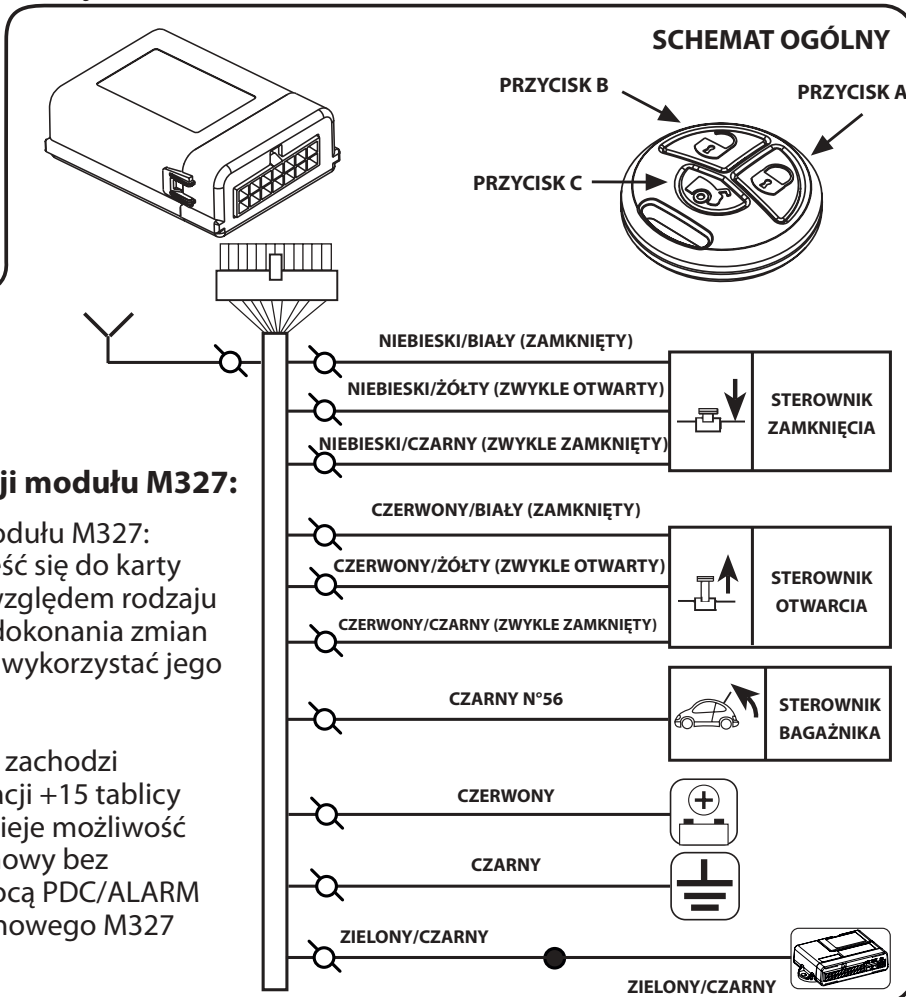 SCHEMAT OGÓLNY
PRZYCISK B
PRZYCISK A
PRZYCISK C
NIEBIESKI/BIAŁY (ZAMKNIĘTY)
NIEBIESKI/ŻÓŁTY (ZWYKLE OTWARTY)
NIEBIESKI/CZARNY (ZWYKLE ZAMKNIĘTY)
STEROWNIK
ZAMKNIĘCIA
ji modułu M327:
odułu M327:
eść się do karty
względem rodzaju
dokonania zmian
wykorzystać jego
CZERWONY/BIAŁY (ZAMKNIĘTY)
CZERWONY/ŻÓŁTY (ZWYKLE OTWARTY)
CZERWONY/CZARNY (ZWYKLE ZAMKNIĘTY)
STEROWNIK
OTWARCIA
CZARNY N°56
STEROWNIK
BAGAŻNIKA
zachodzi
cji +15 tablicy
ieje możliwość
nowy bez
ocą PDC/ALARM
nowego M327
CZERWONY
CZARNY
ZIELONY/CZARNY
ZIELONY/CZARNY